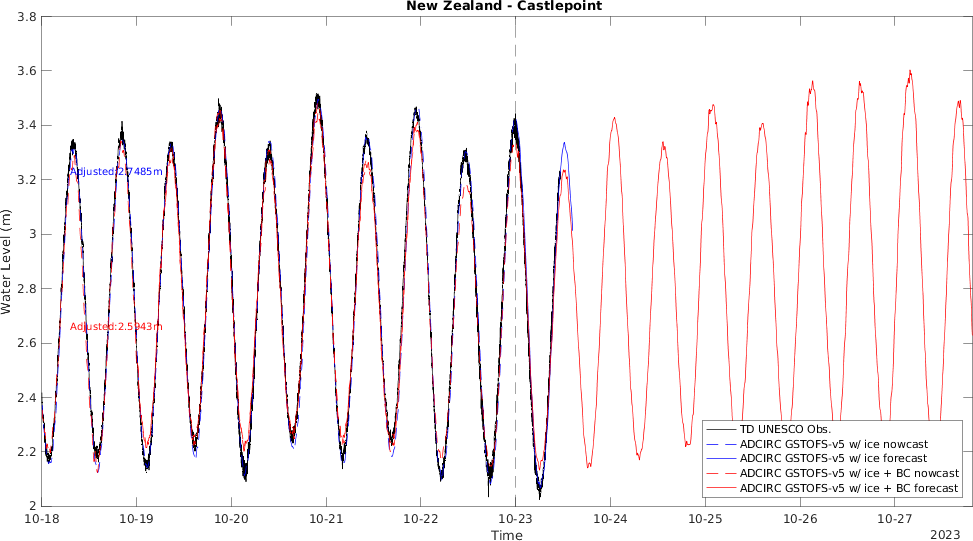 New Zealand - Castlepoint
3.8
3.6
3.4
3.2
3
2.8
2.6
2.4
2.2
2
Water Level (m)
Adjusted:2.7485m
Adjusted:2.5943m
TD UNESCO Obs.
ADCIRC GSTOFS-v5 w/ ice nowcast
ADCIRC GSTOFS-v5 w/ ice forecast
ADCIRC GSTOFS-v5 w/ ice + BC nowcast
ADCIRC GSTOFS-v5 w/ ice + BC forecast
10-18 10-19 10-20 10-21 10-22 10-23 10-24 10-25 10-26 10-27
Time
2023